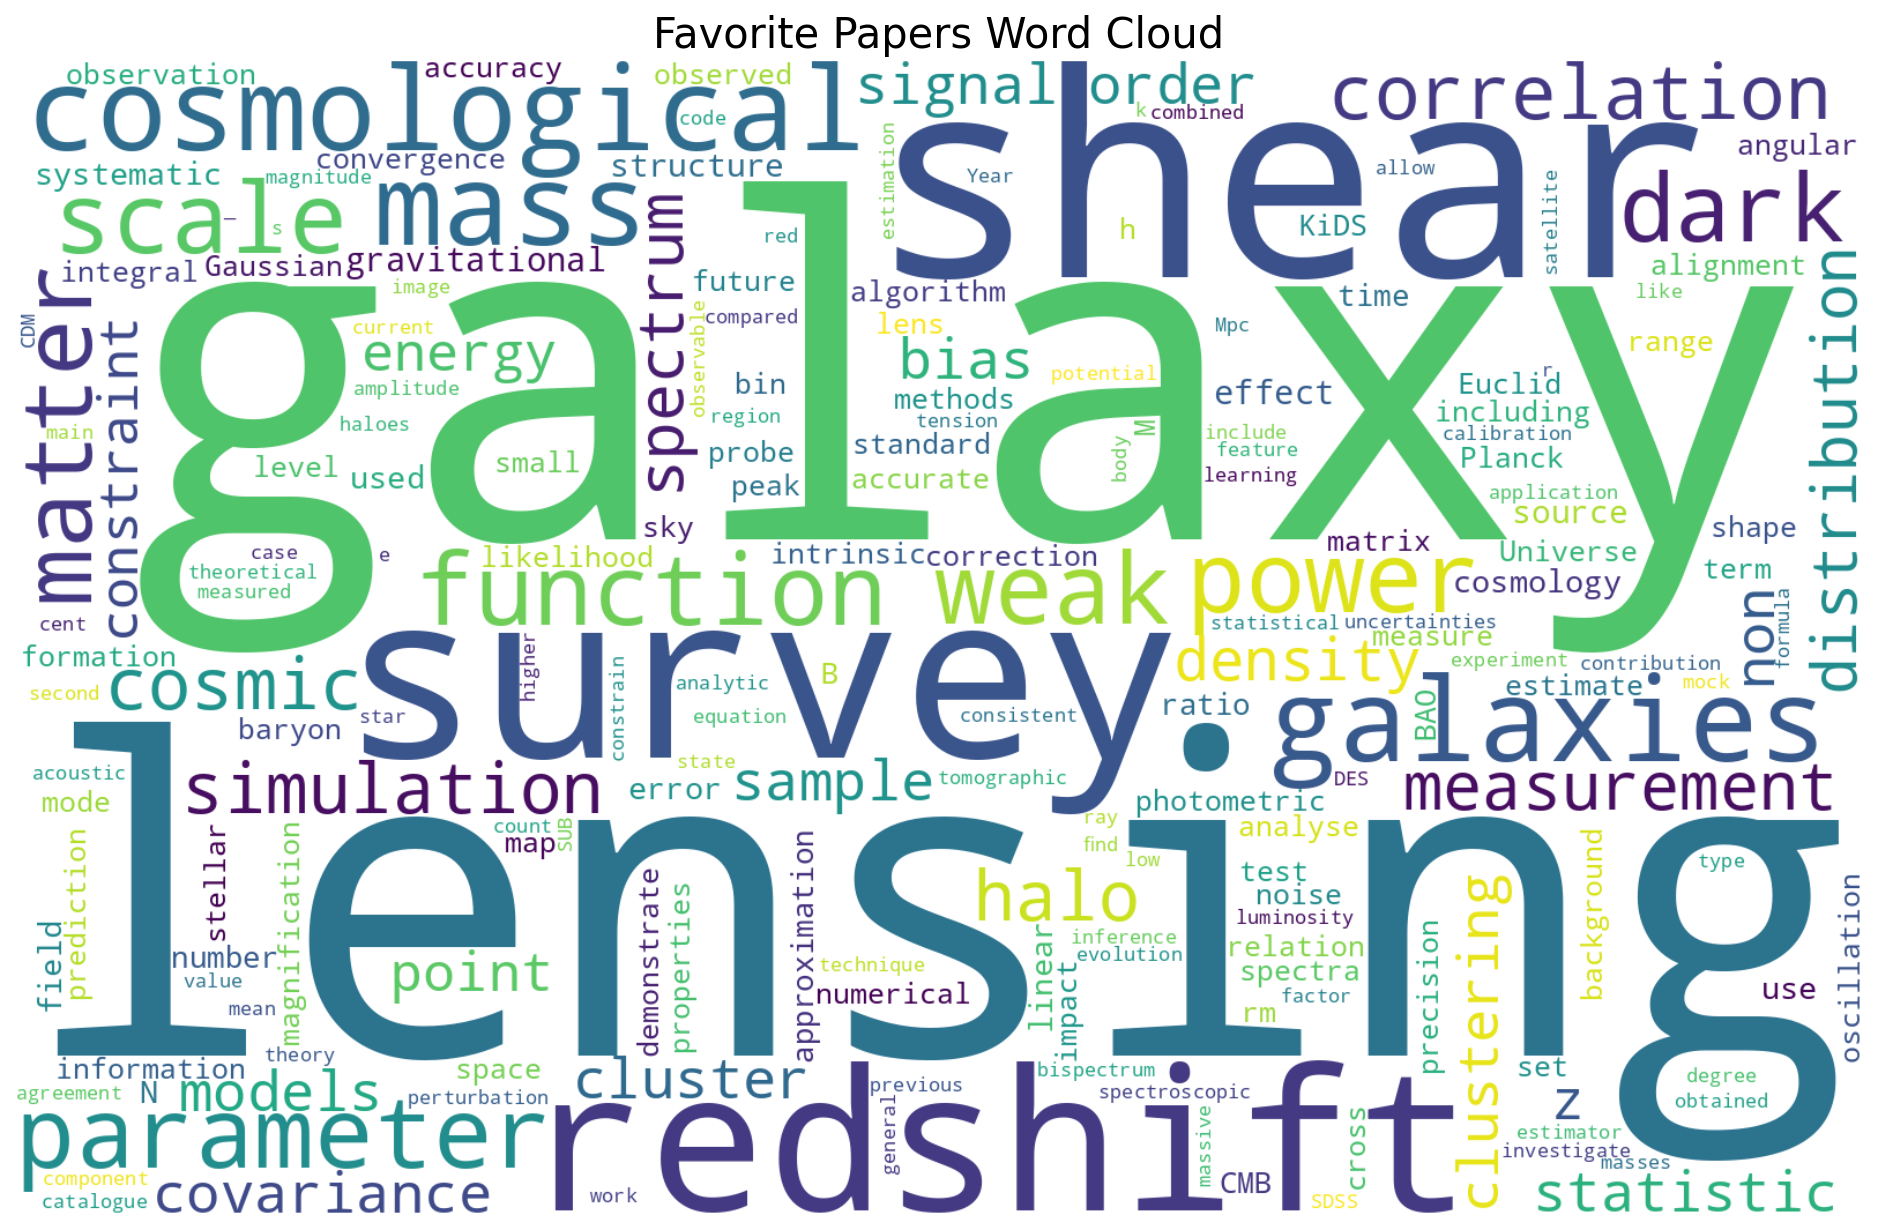 Favorite Papers Word Cloud
observation
accuracy
observed
signal
order
correlation
cosmological
code
k
combined
shear
angular
systematic
convergence
magnitude
structure
estimation
Year
allow
satellite
dark
scale
–
s
mass
red
h
KiDS
integral
Gaussian
gravitational
spectrum
future
algorithm
time
alignment
image
like
CDM
matter
constraint
current
energy
observable
compared
lens
Mpc
range
distribution
galaxy
amplitude
bin
bias
potential
effect
r
Euclid
main
haloes
region
methods
tension
M
include
including
calibration
level
used
small
probe
standard
body
feature
Planck
peak
accurate
learning
application
source
sky
shape
case
e
likelihood
intrinsic
correction
matrix
Universe
theoretical
measured
function
weak
power
cosmology
term
cent
statistical
uncertainties
measure
non
formula
formation
cosmic
survey
higher
constrain
analytic
B
density
experiment
contribution
second
estimate
mock
star
equation
consistent
ratio
galaxies
BAO
baryon
acoustic
state
simulation
error
sample
tomographic
DES
measurement
mode
photometric
lensing
count
SUB
map
ray
find
low
analyse
prediction
stellar
magnification
approximation
type
halo
test
noise
luminosity
clustering
background
oscillation
field
number
value
mean
point
demonstrate
properties
technique
numerical
linear
impact
inference
evolution
relation
spectra
factor
rm
precision
use
information
theory
space
cluster
previous
bispectrum
spectroscopic
set
degree
obtained
agreement
N
models
perturbation
z
parameter
redshift
general
massive
cross
estimator
investigate
masses
component
catalogue
covariance
work
CMB
SDSS
statistic